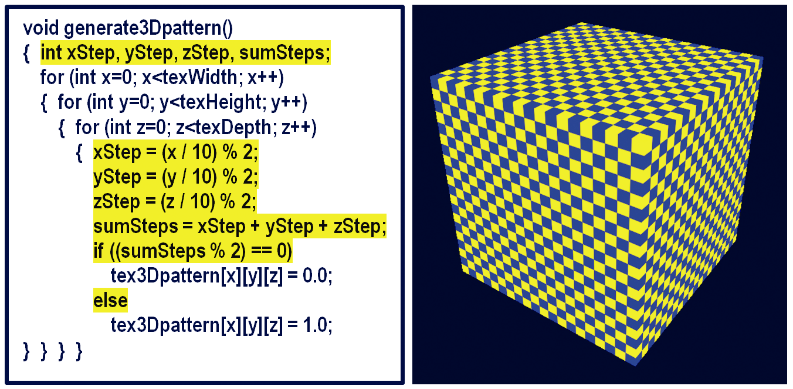 void generate3Dpattern()
{ int xStep, yStep, zStep, sumSteps;
for (int x=0; x<texWidth; x++)
{ for (int y=0; y<texHeight; y++)
{ for (int z=0; z<texDepth; z++)
{ xStep = (x / 10) % 2;
yStep = (y / 10) % 2;
zStep = (z / 10) % 2;
sumSteps = xStep + yStep + zStep;
if ((sumSteps % 2) == 0)
tex3Dpattern[x][y][z] = 0.0;
else
tex3Dpattern[x][y][z] = 1.0;
} } } }